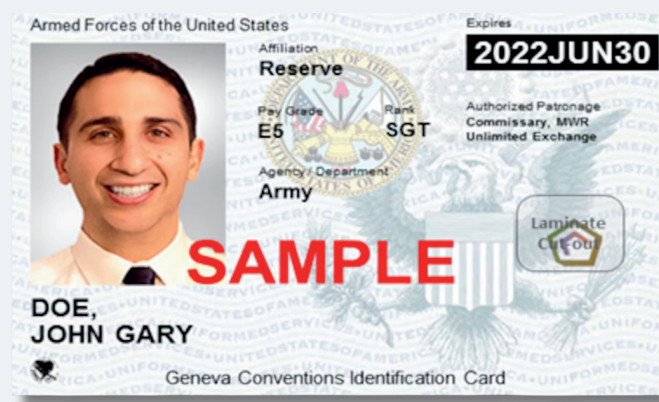 Armed Forces of the United States
Expires
2022JUN30
Affiliation
Reserve
Pay Grade
Rank
E5
SGT
Authorized Patronage
Commissary, MWR
Unlimited Exchange
Agency / Department
Army
Laminate
Cut-out
SAMPLE
DOE,
JOHN GARY
Geneva Conventions Identification Card